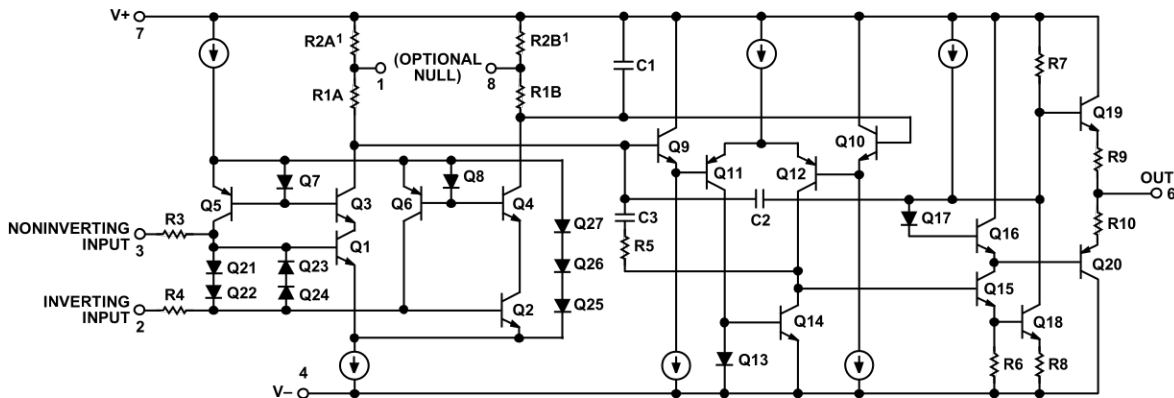 V+
7
R2A1
R2B1
(OPTIONAL
NULL)
1
8
C1
R7
R1A
R1B
Q19
Q9
Q10
Q7
Q8
Q11
Q12
R9
Q5
Q3
Q6
Q4
OUT
6
R3
NONINVERTING
INPUT
3
Q27
C3
C2
Q17
Q16
R10
Q1
R5
Q21
Q23
Q26
Q20
Q22
Q24
Q15
R4
INVERTING
INPUT
2
Q25
Q2
Q14
Q18
Q13
R6
R8
4
V–